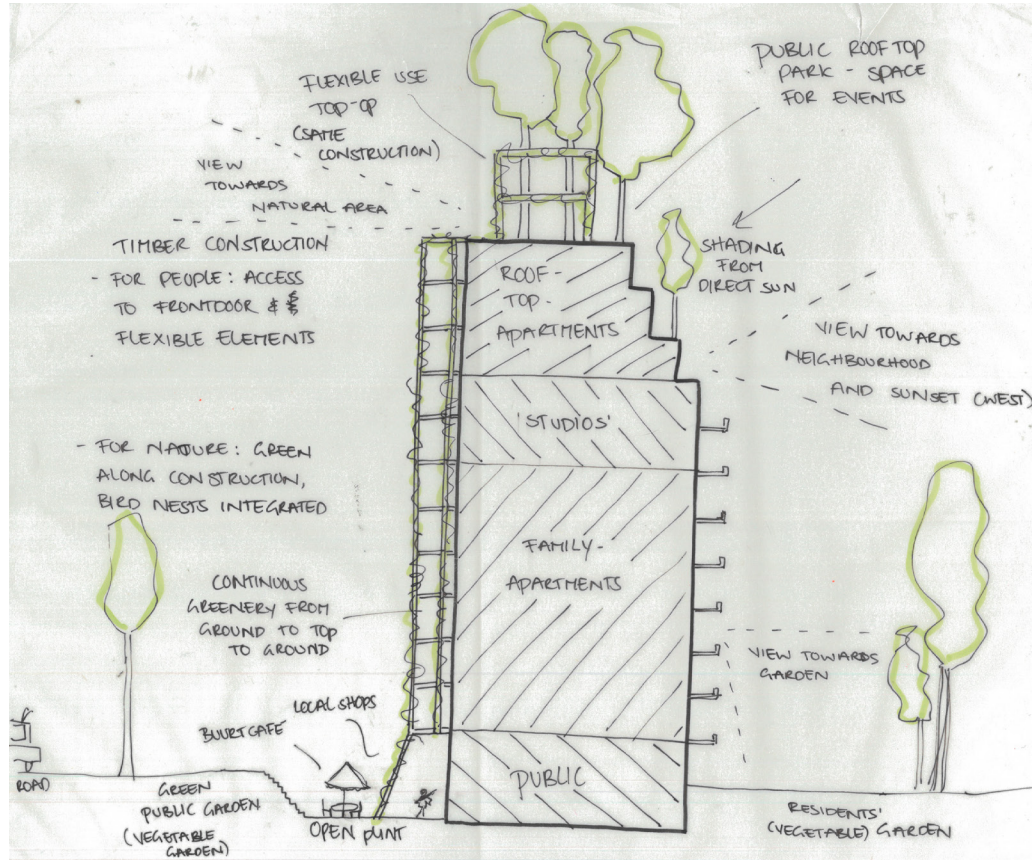 FLEXIBLE USE
TOP-OP
(SAME
CONSTRUCTION)
PUBLIC ROOFTOP
PARK - SPACE
FOR EVENTS
VIEW
TOWARDS
NATURAL AREA
TIMBER CONSTRUCTION
- FOR PEOPLE: ACCESS
TO FRONTDOOR &
FLEXIBLE ELEMENTS
SHADING
FROM
DIRECT SUN
ROOF-
TOP-
APARTMENTS
VIEW TOWARDS
NEIGHBOURHOOD
AND SUNSET (WEST)
'STUDIOS'
- FOR NATURE: GREEN
ALONG CONSTRUCTION,
BIRD NESTS INTEGRATED
FAMILY-
APARTMENTS
CONTINUOUS
GREENERY FROM
GROUND TO TOP
TO GROUND
VIEW TOWARDS
GARDEN
LOCAL SHOPS
BUURTCAFÉ
PUBLIC
ROAD
GREEN
PUBLIC GARDEN
(VEGETABLE
GARDEN)
OPEN plint
RESIDENTS'
(VEGETABLE) GARDEN